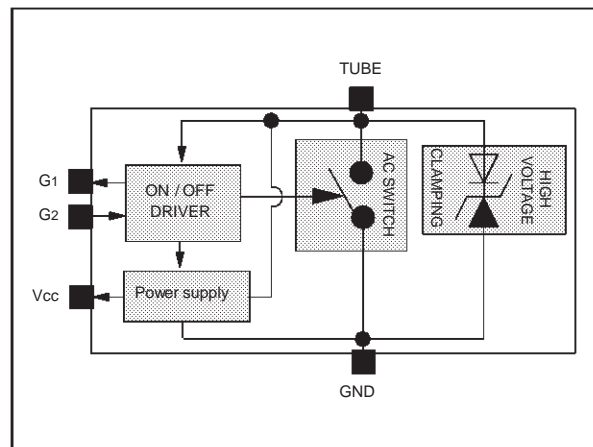 TUBE
G1
G2
ON / OFF
DRIVER
AC SWITCH
HIGH
VOLTAGE
CLAMPING
Vcc
Power supply
GND